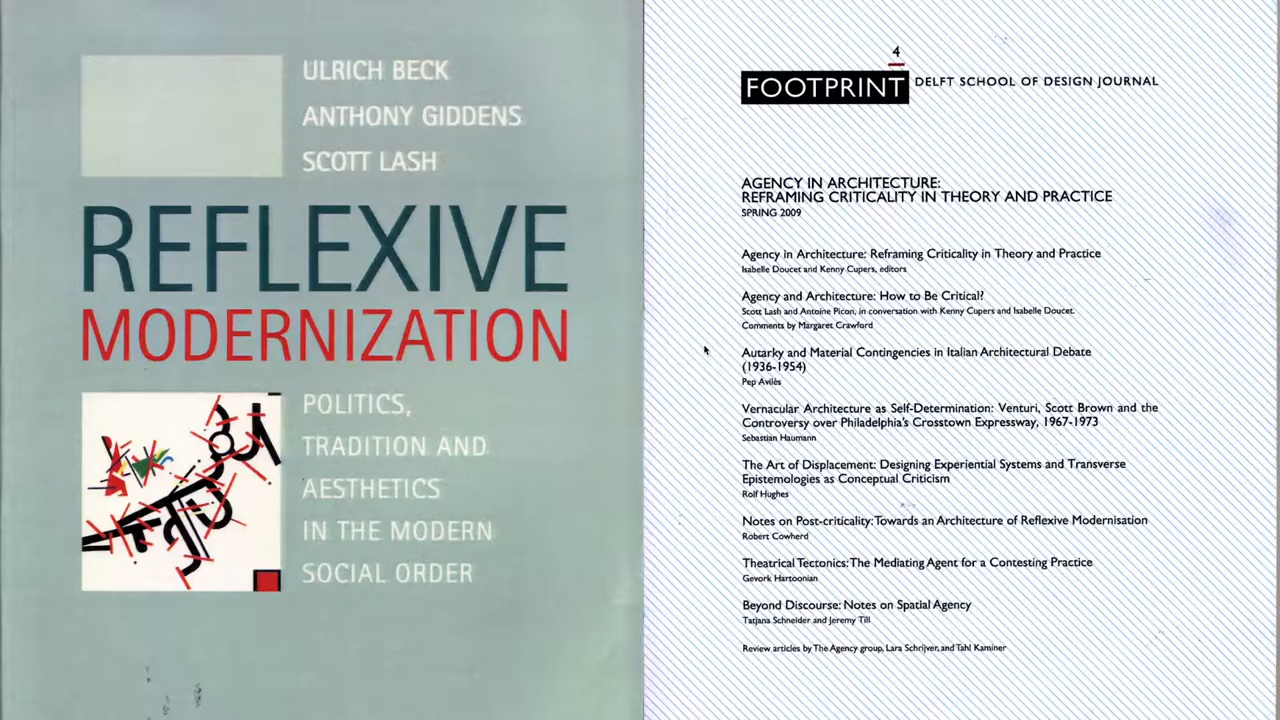 ULRICH BECK
ANTHONY GIDDENS
SCOTT LASH
REFLEXIVE
MODERNIZATION
POLITICS,
TRADITION AND
AESTHETICS
IN THE MODERN
SOCIAL ORDER
4
FOOTPRINT DELFT SCHOOL OF DESIGN JOURNAL
AGENCY IN ARCHITECTURE:
REFRAMING CRITICALITY IN THEORY AND PRACTICE
SPRING 2009
Agency in Architecture: Reframing Criticality in Theory and Practice
Isabelle Doucet and Kenny Cupers, editors
Agency and Architecture: How to Be Critical?
Scott Lash and Antoine Picon, in conversation with Kenny Cupers and Isabelle Doucet.
Comments by Margaret Crawford
Autarky and Material Contingencies in Italian Architectural Debate
(1936-1954)
Pep Avilés
Vernacular Architecture as Self-Determination: Venturi, Scott Brown and the
Controversy over Philadelphia's Crosstown Expressway, 1967-1973
Sebastian Haumann
The Art of Displacement: Designing Experiential Systems and Transverse
Epistemologies as Conceptual Criticism
Rolf Hughes
Notes on Post-criticality: Towards an Architecture of Reflexive Modernisation
Robert Cowherd
Theatrical Tectonics: The Mediating Agent for a Contesting Practice
Gevork Hartoonian
Beyond Discourse: Notes on Spatial Agency
Tatjana Schneider and Jeremy Till
Review articles by The Agency group, Lara Schrijver, and Tahl Kaminer